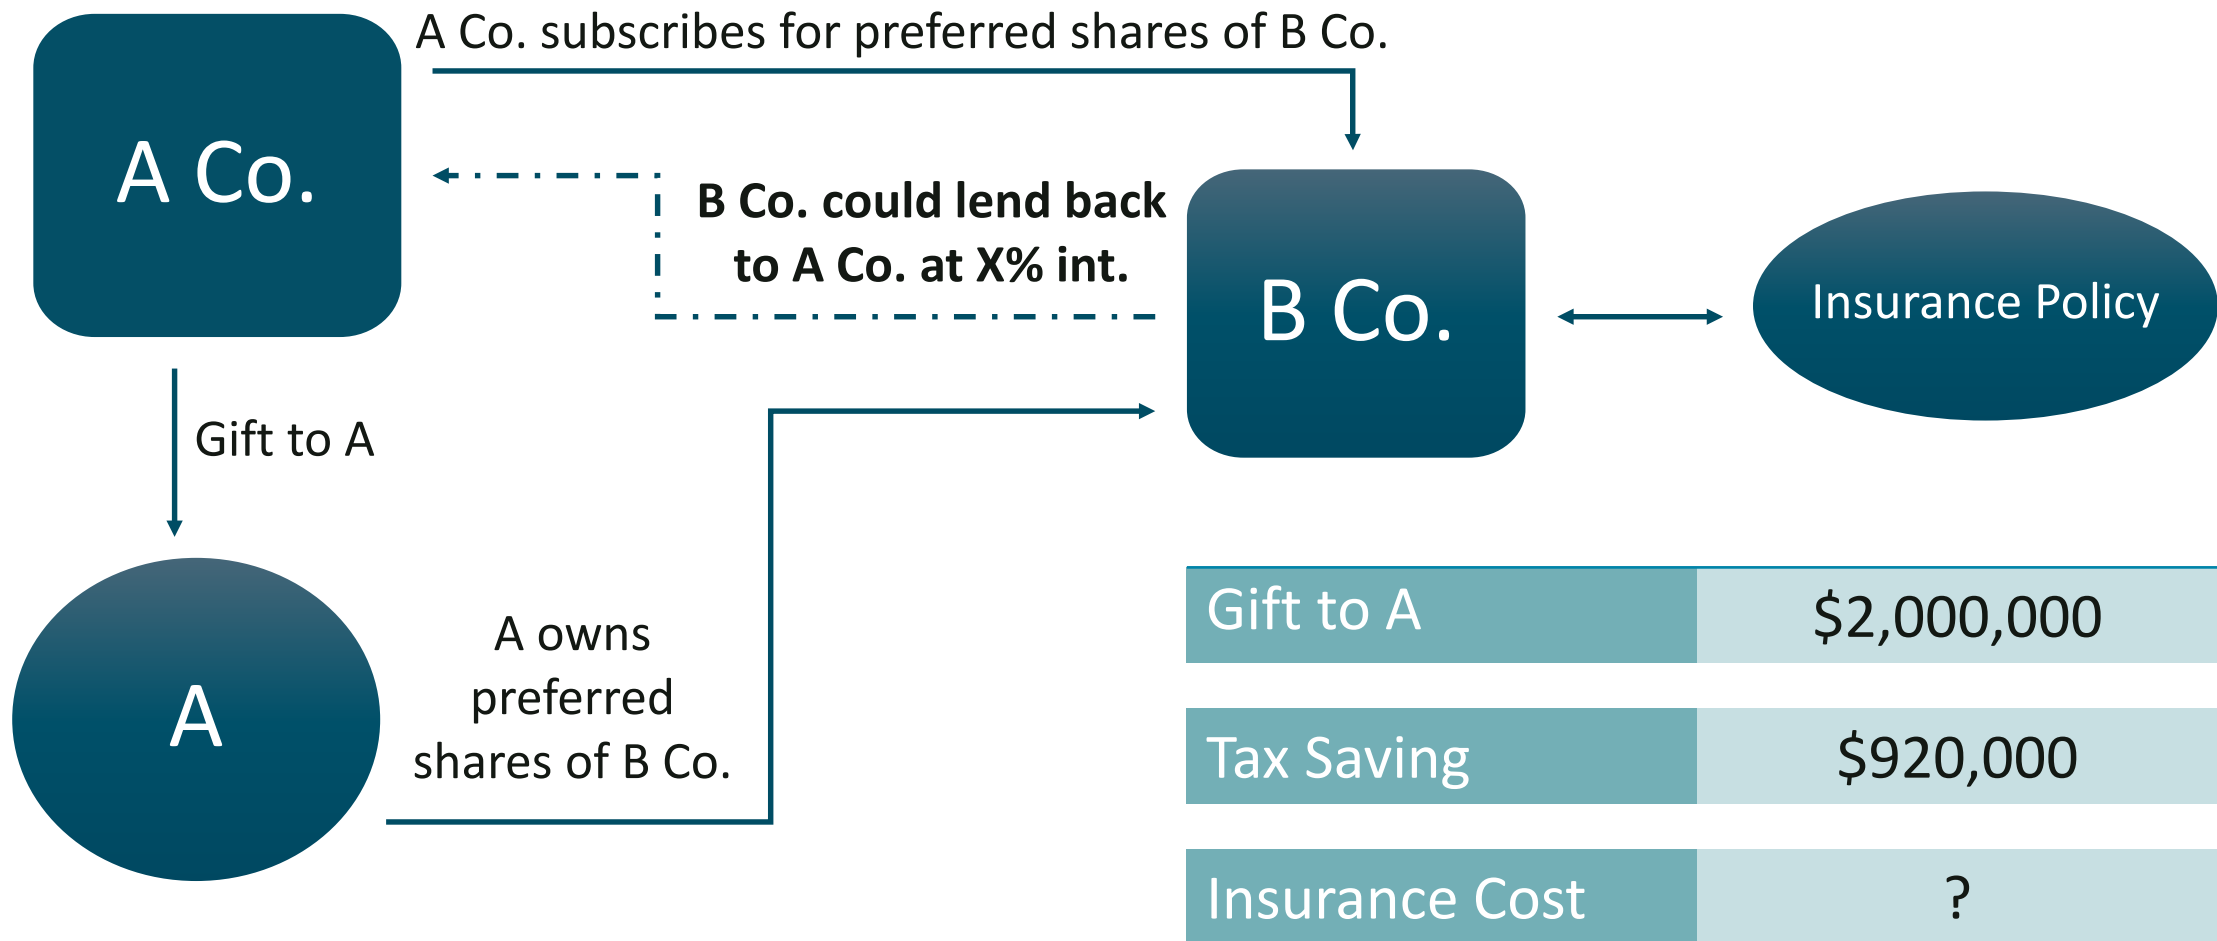 A Co. subscribes for preferred shares of B Co.
A Co.
B Co. could lend back
to A Co. at X% int.
B Co.
Insurance Policy
Gift to A
A
A owns
preferred
shares of B Co.
Gift to A $2,000,000
Tax Saving $920,000
Insurance Cost ?